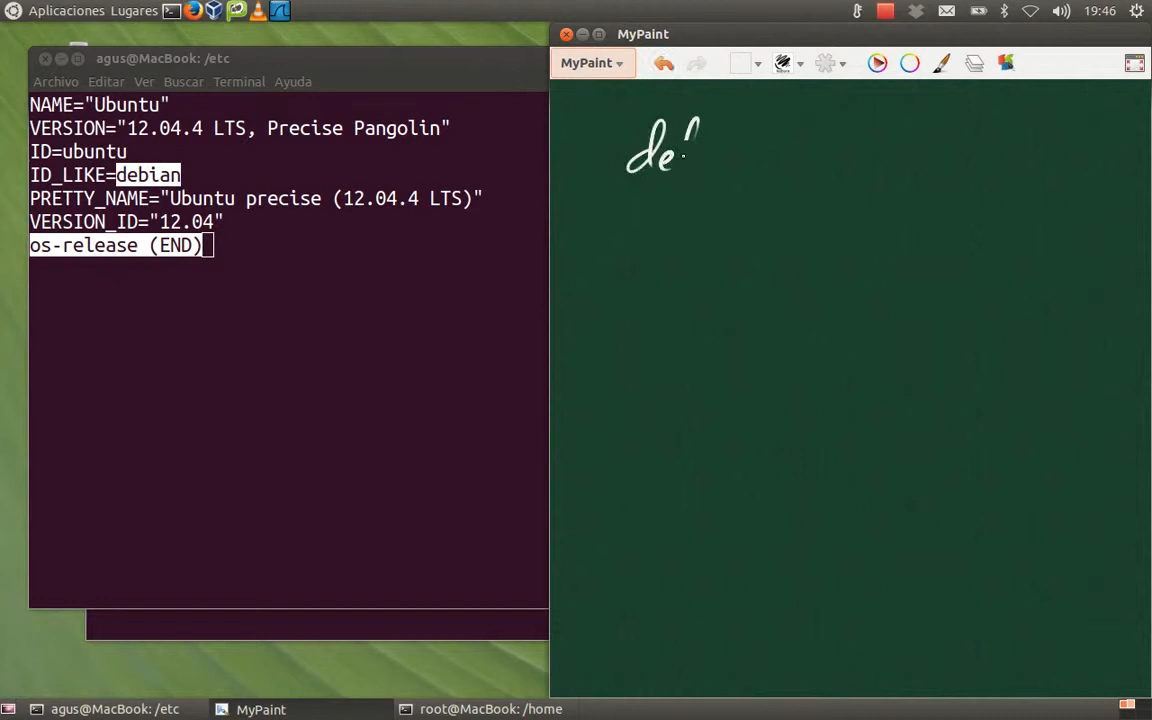 Aplicaciones Lugares 19:46
agus@MacBook: /etc
Archivo Editar Ver Buscar Terminal Ayuda
NAME="Ubuntu"
VERSION="12.04.4 LTS, Precise Pangolin"
ID=ubuntu
ID_LIKE=debian
PRETTY_NAME="Ubuntu precise (12.04.4 LTS)"
VERSION_ID="12.04"
os-release (END)
MyPaint
MyPaint
de
agus@MacBook: /etc MyPaint root@MacBook: /home